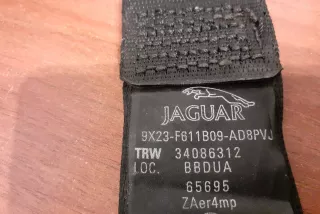 JAGUAR
9X23-F611B09-AD8PVJ
TRW 34086312
LOC. BBDUA
65695
ZAer4mp